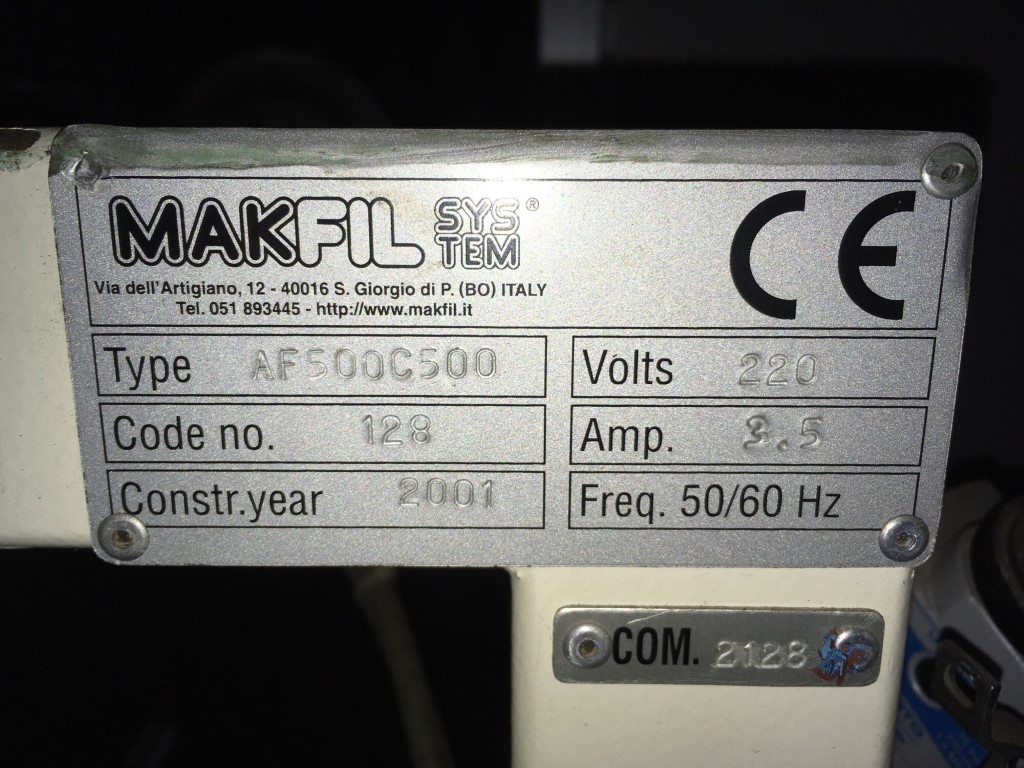 MAKFIL SYSTEM®
Via dell'Artigiano, 12 - 40016 S. Giorgio di P. (BO) ITALY
Tel. 051 893445 - http://www.makfil.it
CE
Type AF500C500
Volts 220
Code no. 128
Amp. 3.5
Constr.year 2001
Freq. 50/60 Hz
COM. 2128